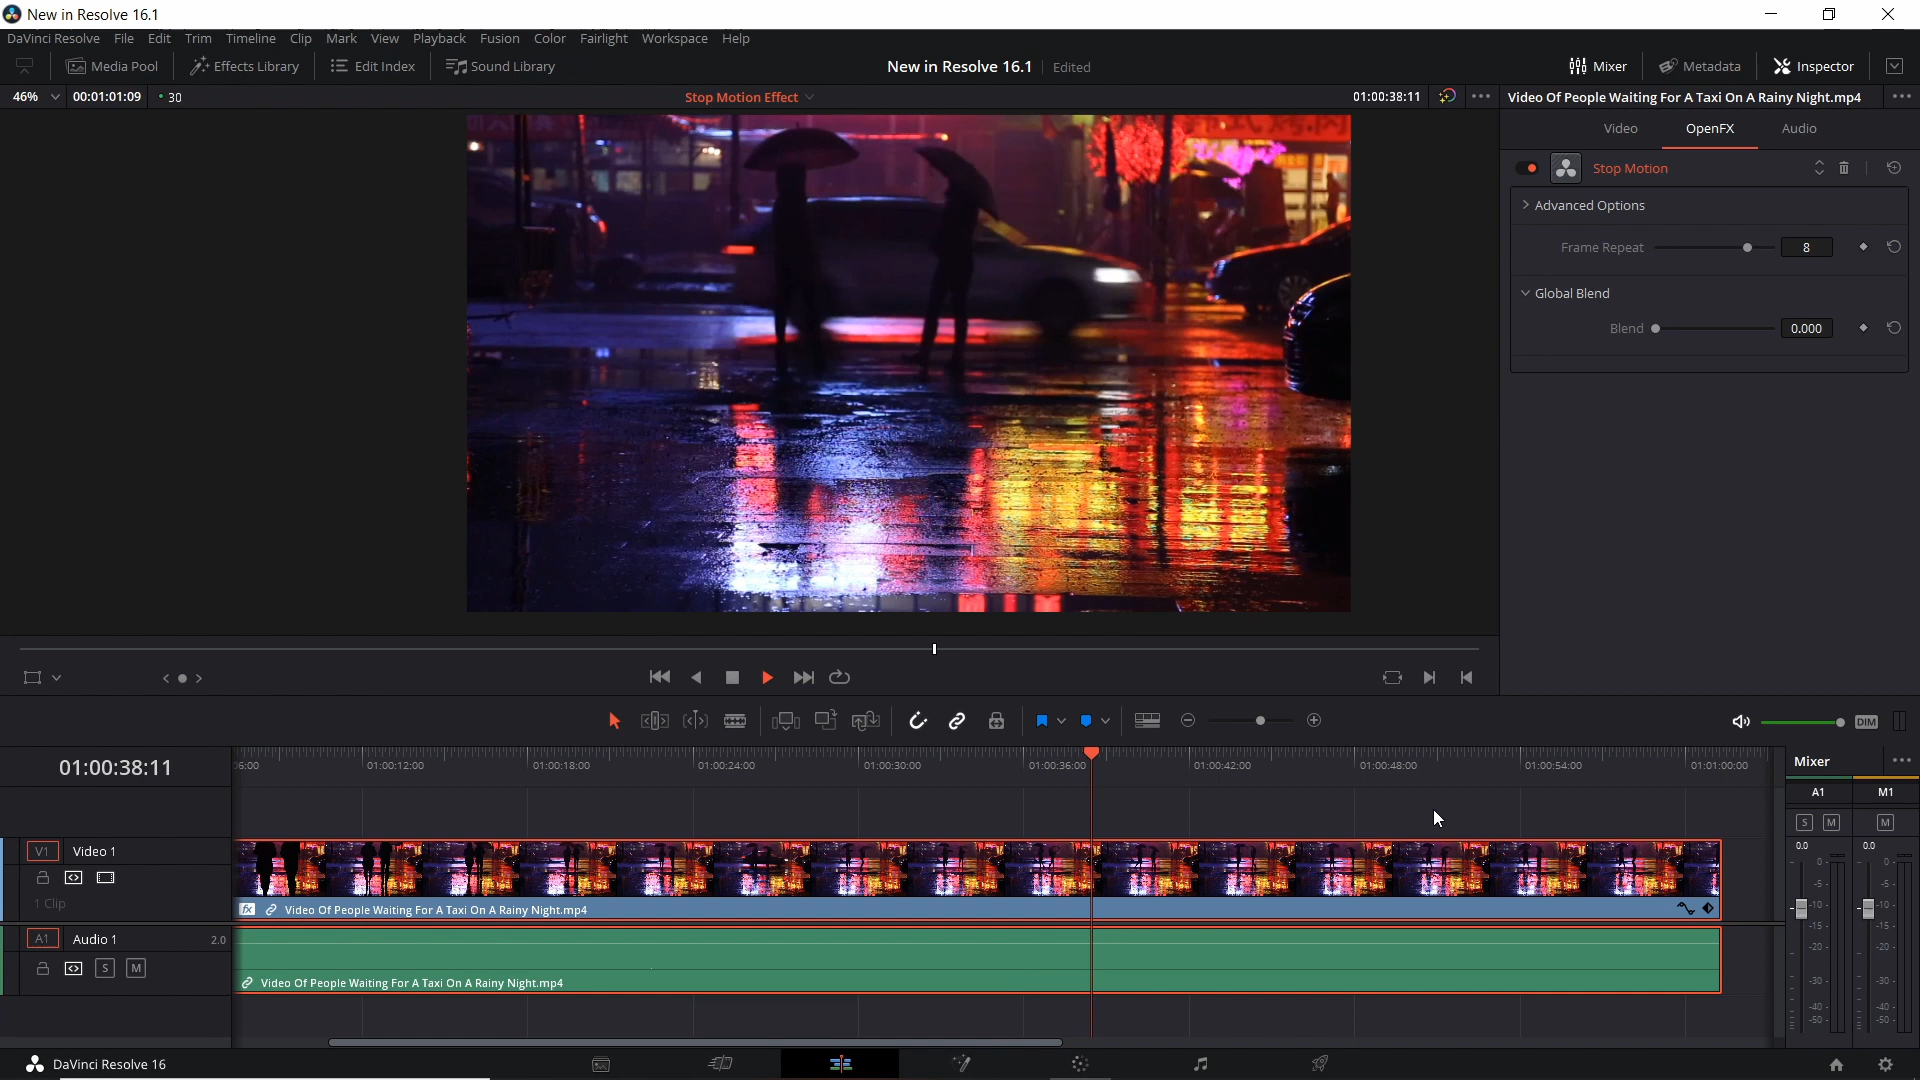 New in Resolve 16.1
DaVinci Resolve File Edit Trim Timeline Clip Mark View Playback Fusion Color Fairlight Workspace Help
Media Pool Effects Library Edit Index Sound Library New in Resolve 16.1 Edited Mixer Metadata Inspector
46% 00:01:01:09 30 Stop Motion Effect 01:00:38:11 Video Of People Waiting For A Taxi On A Rainy Night.mp4
Video OpenFX Audio
Stop Motion
Advanced Options
Frame Repeat 8
Global Blend
Blend 0.000
DIM
01:00:38:11 01:00:12:00 01:00:18:00 01:00:24:00 01:00:30:00 01:00:36:00 01:00:42:00 01:00:48:00 01:00:54:00 01:01:00:00 Mixer
A1 M1
S M M
0.0 0.0
V1 Video 1
1 Clip
fx Video Of People Waiting For A Taxi On A Rainy Night.mp4
A1 Audio 1 2.0
S M
Video Of People Waiting For A Taxi On A Rainy Night.mp4
0 0
-5 -5
-10 -10
-15 -15
-20 -20
-30 -30
-40 -40
-50 -50
DaVinci Resolve 16